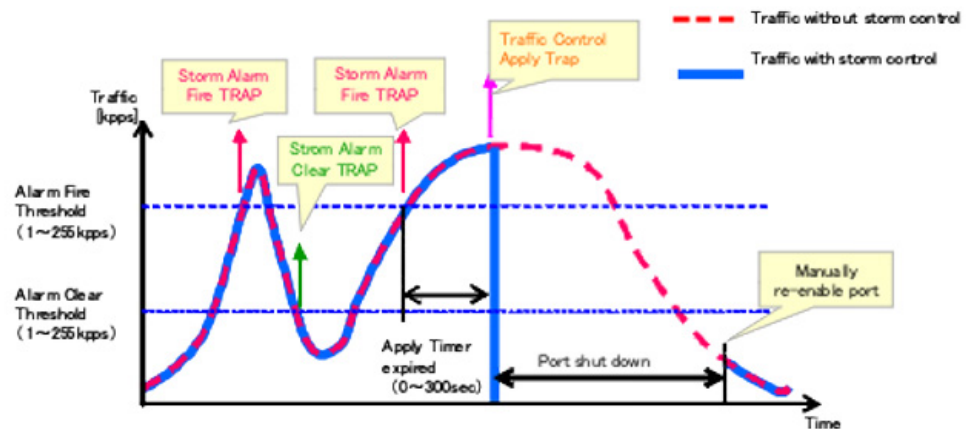 Traffic without storm control
Traffic with storm control
Traffic Control
Apply Trap
Storm Alarm
Fire TRAP
Storm Alarm
Fire TRAP
Strom Alarm
Clear TRAP
Traffic
[kpps]
Alarm Fire
Threshold
(1～255kpps)
Alarm Clear
Threshold
(1～255kpps)
Manually
re-enable port
Apply Timer
expired
(0～300sec)
Port shut down
Time